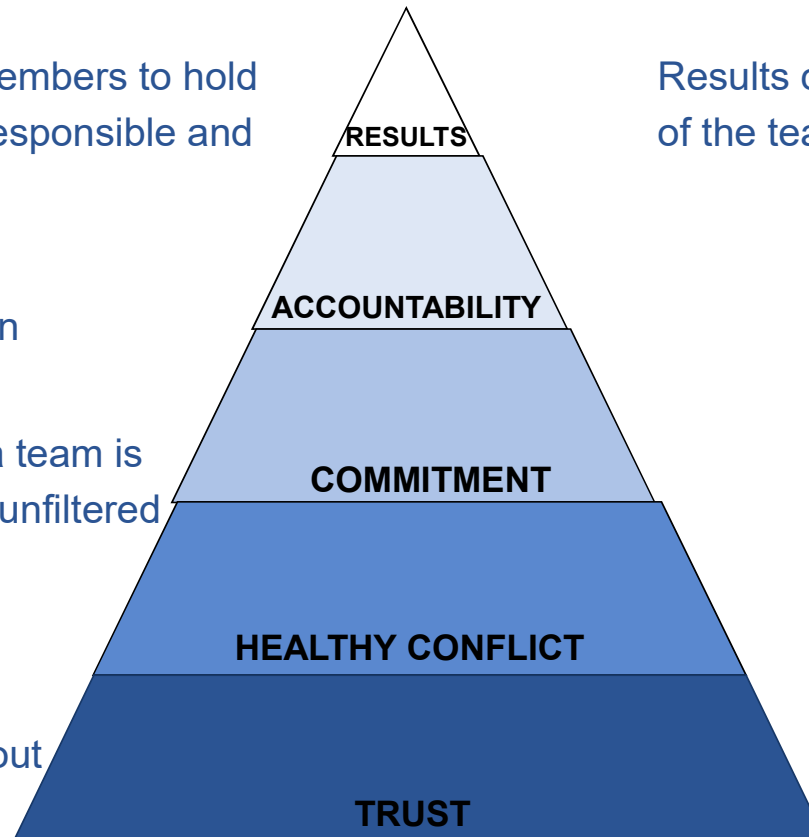 embers to hold
esponsible and
Results
of the tea
RESULTS
ACCOUNTABILITY
n
team is
unfiltered
COMMITMENT
HEALTHY CONFLICT
out
TRUST